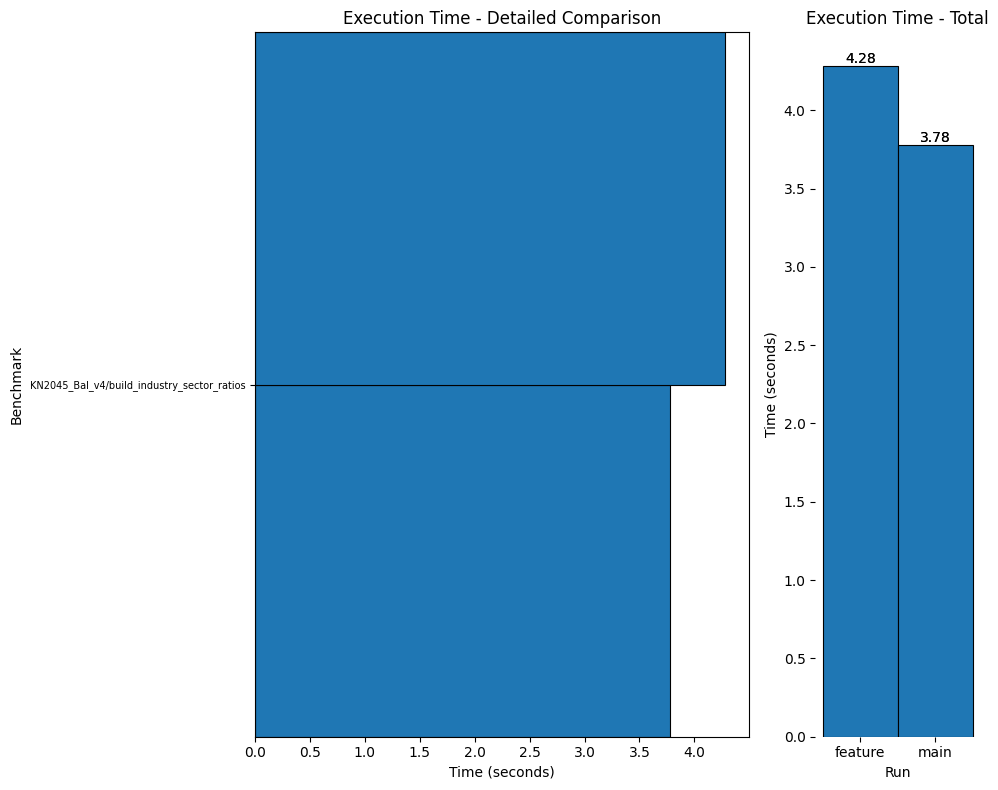 Execution Time - Detailed Comparison
Benchmark
KN2045_Bal_v4/build_industry_sector_ratios
0.0 0.5 1.0 1.5 2.0 2.5 3.0 3.5 4.0
Time (seconds)
Execution Time - Total
4.28
3.78
Time (seconds)
4.0
3.5
3.0
2.5
2.0
1.5
1.0
0.5
0.0
feature main
Run